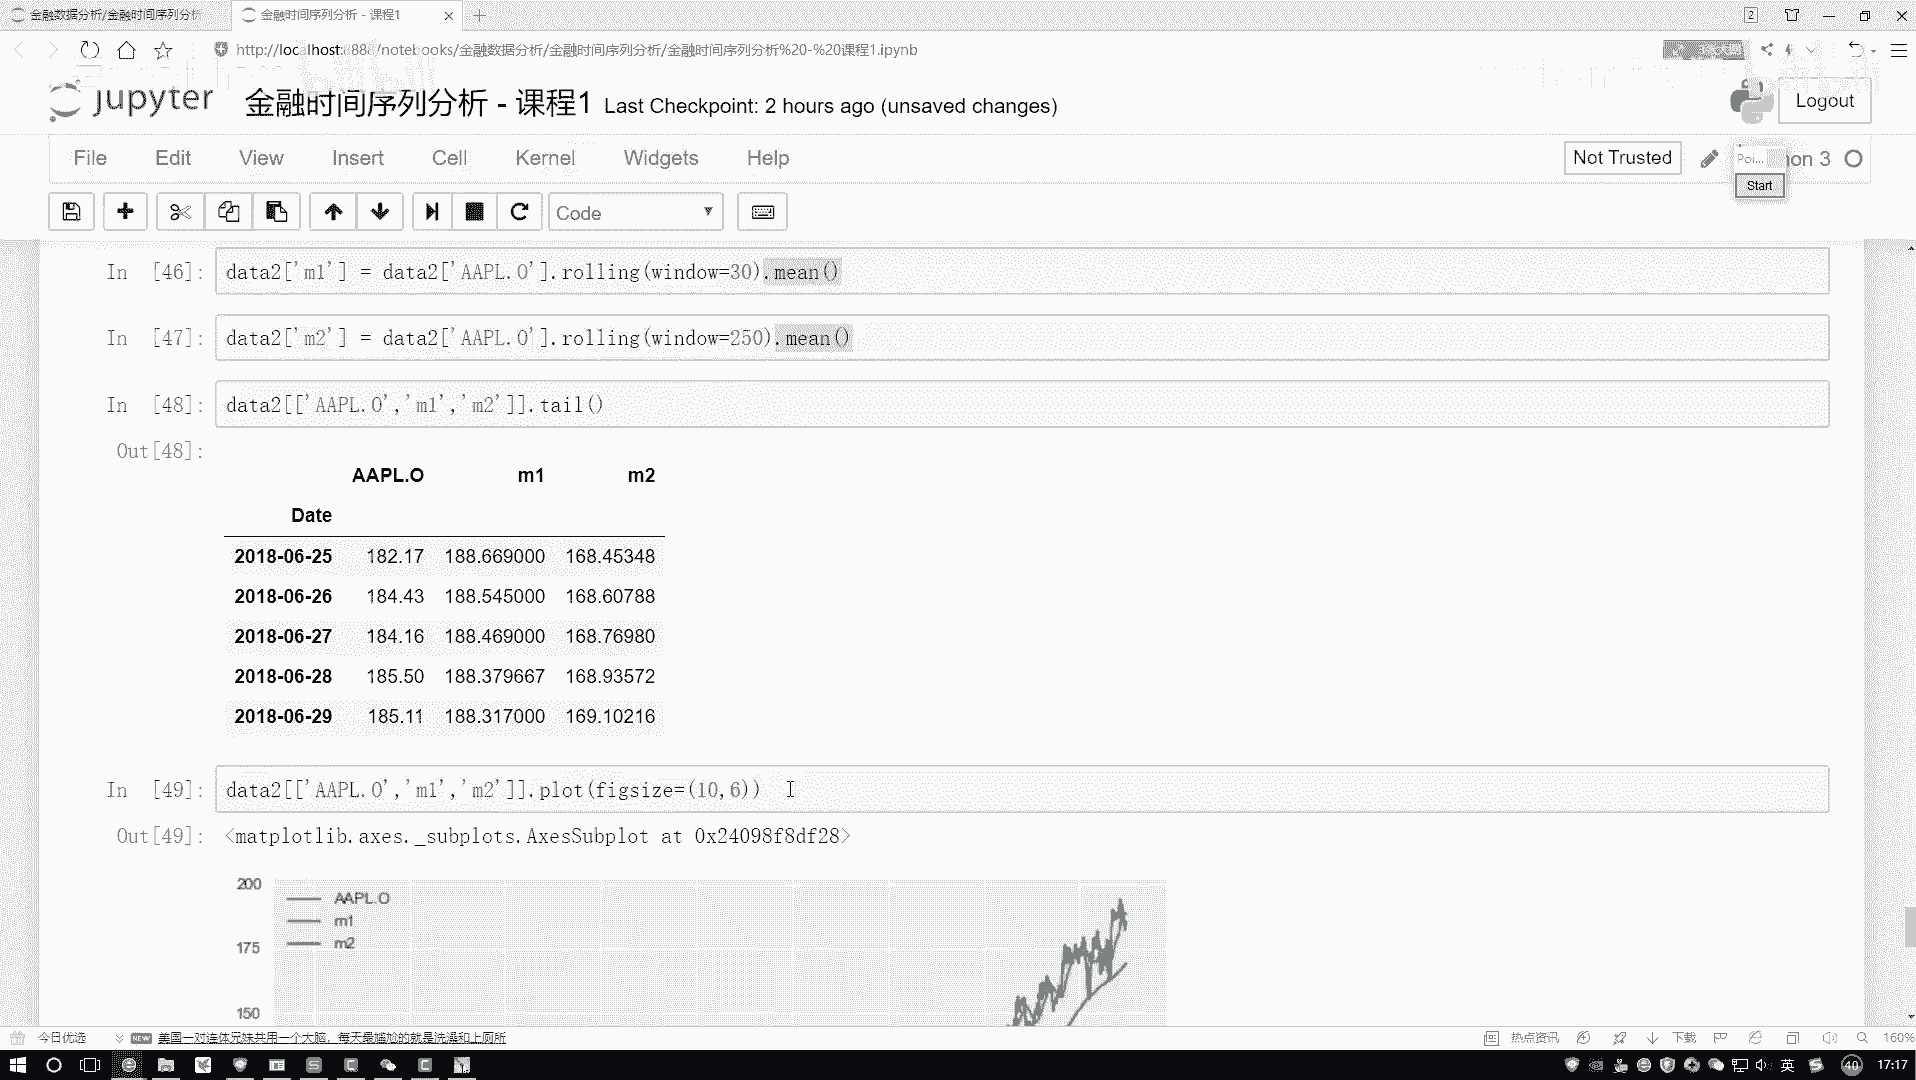 金融数据分析/金融时间序列分析
金融时间序列分析 - 课程1
2
http://localhost:888/notebooks/金融数据分析/金融时间序列分析/金融时间序列分析%20-%20课程1.ipynb
jupyter 金融时间序列分析 - 课程1 Last Checkpoint: 2 hours ago (unsaved changes)
Logout
File Edit View Insert Cell Kernel Widgets Help
Not Trusted
Poi...
hon 3
Start
Code
In [46]: data2['m1'] = data2['AAPL.O'].rolling(window=30).mean()
In [47]: data2['m2'] = data2['AAPL.O'].rolling(window=250).mean()
In [48]: data2[['AAPL.O','m1','m2']].tail()
Out[48]:
AAPL.O m1 m2
Date
2018-06-25 182.17 188.669000 168.45348
2018-06-26 184.43 188.545000 168.60788
2018-06-27 184.16 188.469000 168.76980
2018-06-28 185.50 188.379667 168.93572
2018-06-29 185.11 188.317000 169.10216
In [49]: data2[['AAPL.O','m1','m2']].plot(figsize=(10,6))
Out[49]: <matplotlib.axes._subplots.AxesSubplot at 0x24098f8df28>
200
175
150
AAPL.O
m1
m2
今日优选
NEW 美国一对连体兄妹共用一个大脑，每天最尴尬的就是洗澡和上厕所
热点资讯
下载
160%
英
40
17:17